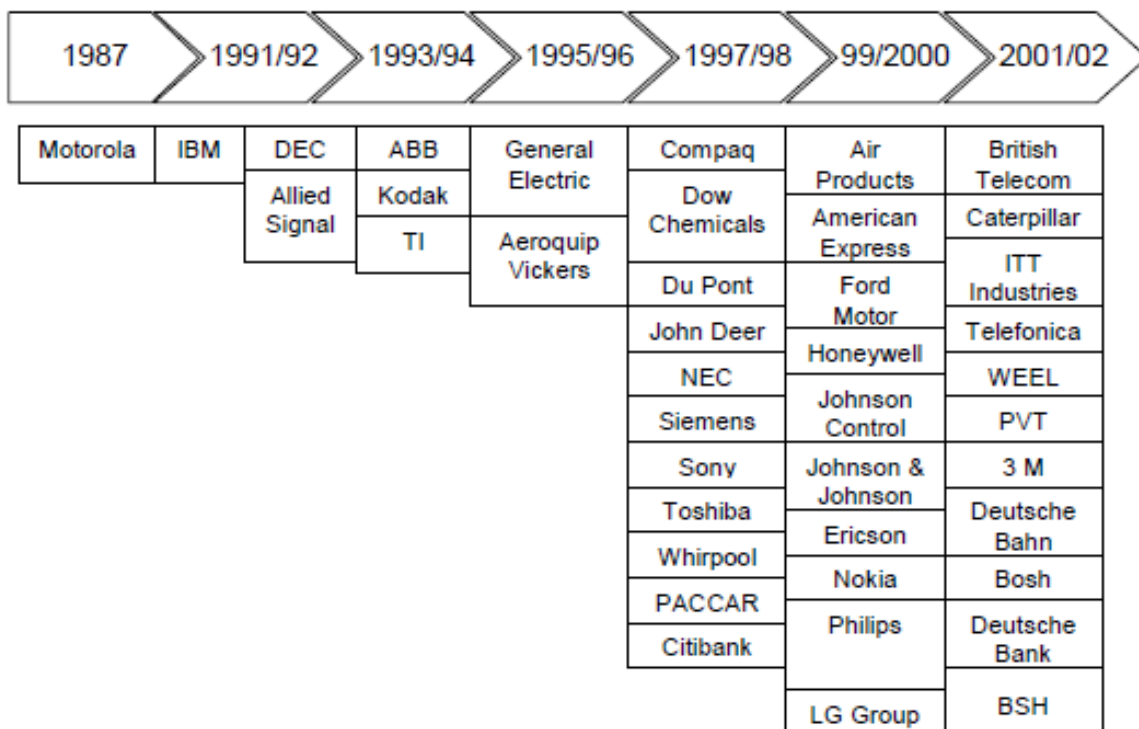 1987
1991/92
1993/94
1995/96
1997/98
99/2000
2001/02
Motorola
IBM
DEC
Allied
Signal
ABB
Kodak
TI
General
Electric
Aeroquip
Vickers
Compaq
Dow
Chemicals
Du Pont
John Deer
NEC
Siemens
Sony
Toshiba
Whirpool
PACCAR
Citibank
Air
Products
American
Express
Ford
Motor
Honeywell
Johnson
Control
Johnson &
Johnson
Ericson
Nokia
Philips
LG Group
British
Telecom
Caterpillar
ITT
Industries
Telefonica
WEEL
PVT
3 M
Deutsche
Bahn
Bosh
Deutsche
Bank
BSH